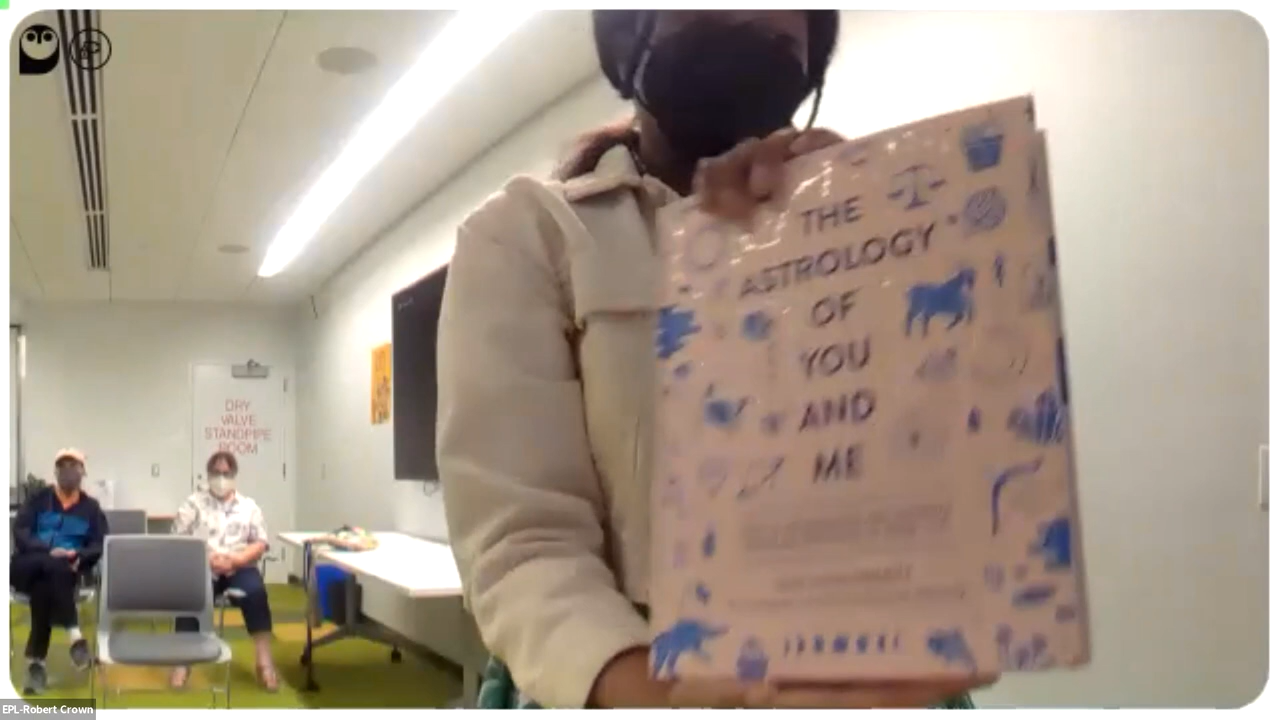 THE
ASTROLOGY
OF
YOU
AND
ME
DRY
VALVE
STANDPIPE
ROOM
EPL-Robert Crown